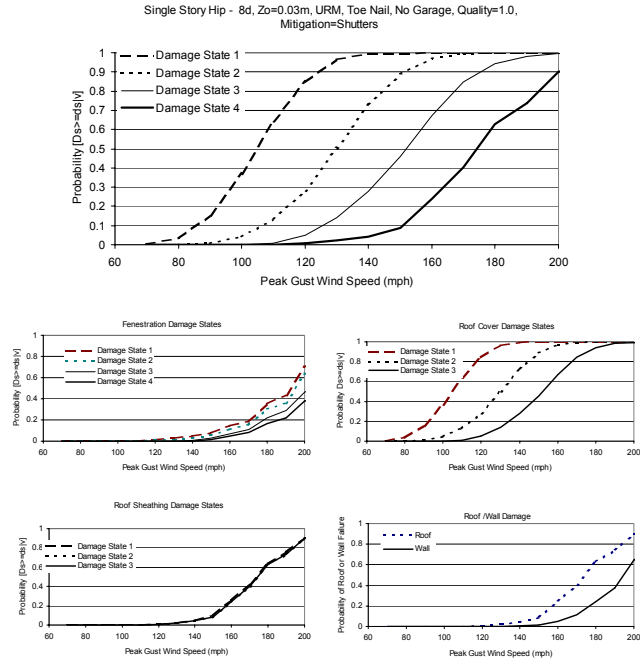 Single Story Hip - 8d, Zo=0.03m, URM, Toe Nail, No Garage, Quality=1.0,
Mitigation=Shutters
Probability [Ds>=ds|v)
1
0.9
0.8
0.7
0.6
0.5
0.4
0.3
0.2
0.1
0
Damage State 1
Damage State 2
Damage State 3
Damage State 4
60 80 100 120 140 160 180 200
Peak Gust Wind Speed (mph)
Fenestration Damage States
Probability [Ds>=ds|v)
1
0.8
0.6
0.4
0.2
0
Damage State 1
Damage State 2
Damage State 3
Damage State 4
60 80 100 120 140 160 180 200
Peak Gust Wind Speed (mph)
Roof Cover Damage States
Probability Ds>=ds|v)
1
0.8
0.6
0.4
0.2
0
Damage State 1
Damage State 2
Damage State 3
60 80 100 120 140 160 180 200
Peak Gust Wind Speed (mph)
Roof Sheathing Damage States
Probability [Ds>=ds|v)
1
0.8
0.6
0.4
0.2
0
Damage State 1
Damage State 2
Damage State 3
60 80 100 120 140 160 180 200
Peak Gust Wind Speed (mph)
Roof /Wall Damage
Probability of Roof or Wall Failure
1
0.8
0.6
0.4
0.2
0
Roof
Wall
60 80 100 120 140 160 180 200
Peak Gust Wind Speed (mph)